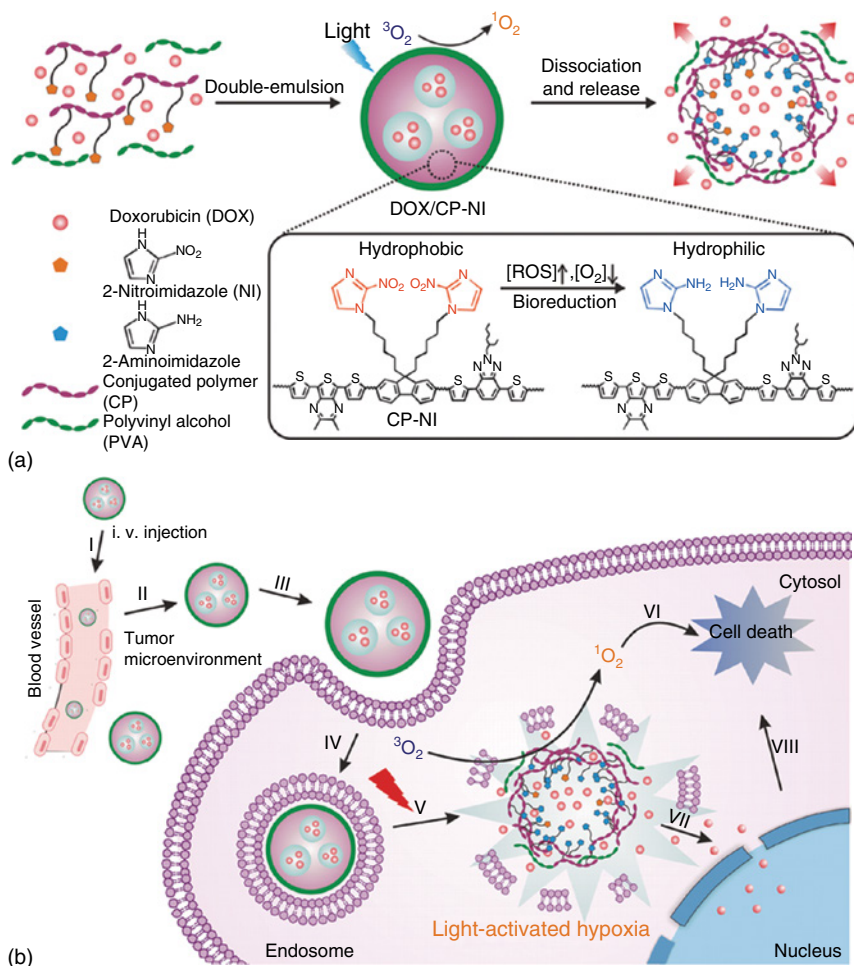 Light
³O₂
¹O₂
Double-emulsion
Dissociation
and release
DOX/CP-NI
Doxorubicin (DOX)
H
N
NO₂
N
2-Nitroimidazole (NI)
H
N
NH₂
N
2-Aminoimidazole
Conjugated polymer
(CP)
Polyvinyl alcohol
(PVA)
Hydrophobic
Hydrophilic
[ROS]↑,[O₂]↓
Bioreduction
N NO₂ O₂N N
N N
N NH₂ H₂N N
N N
N
N N
S S S S S
N N
N
N N
S S S S S
N N
CP-NI
(a)
i. v. injection
I
II
III
Blood vessel
Tumor
microenvironment
Cytosol
VI
Cell death
¹O₂
IV
³O₂
V
VIII
VII
Light-activated hypoxia
Endosome
Nucleus
(b)